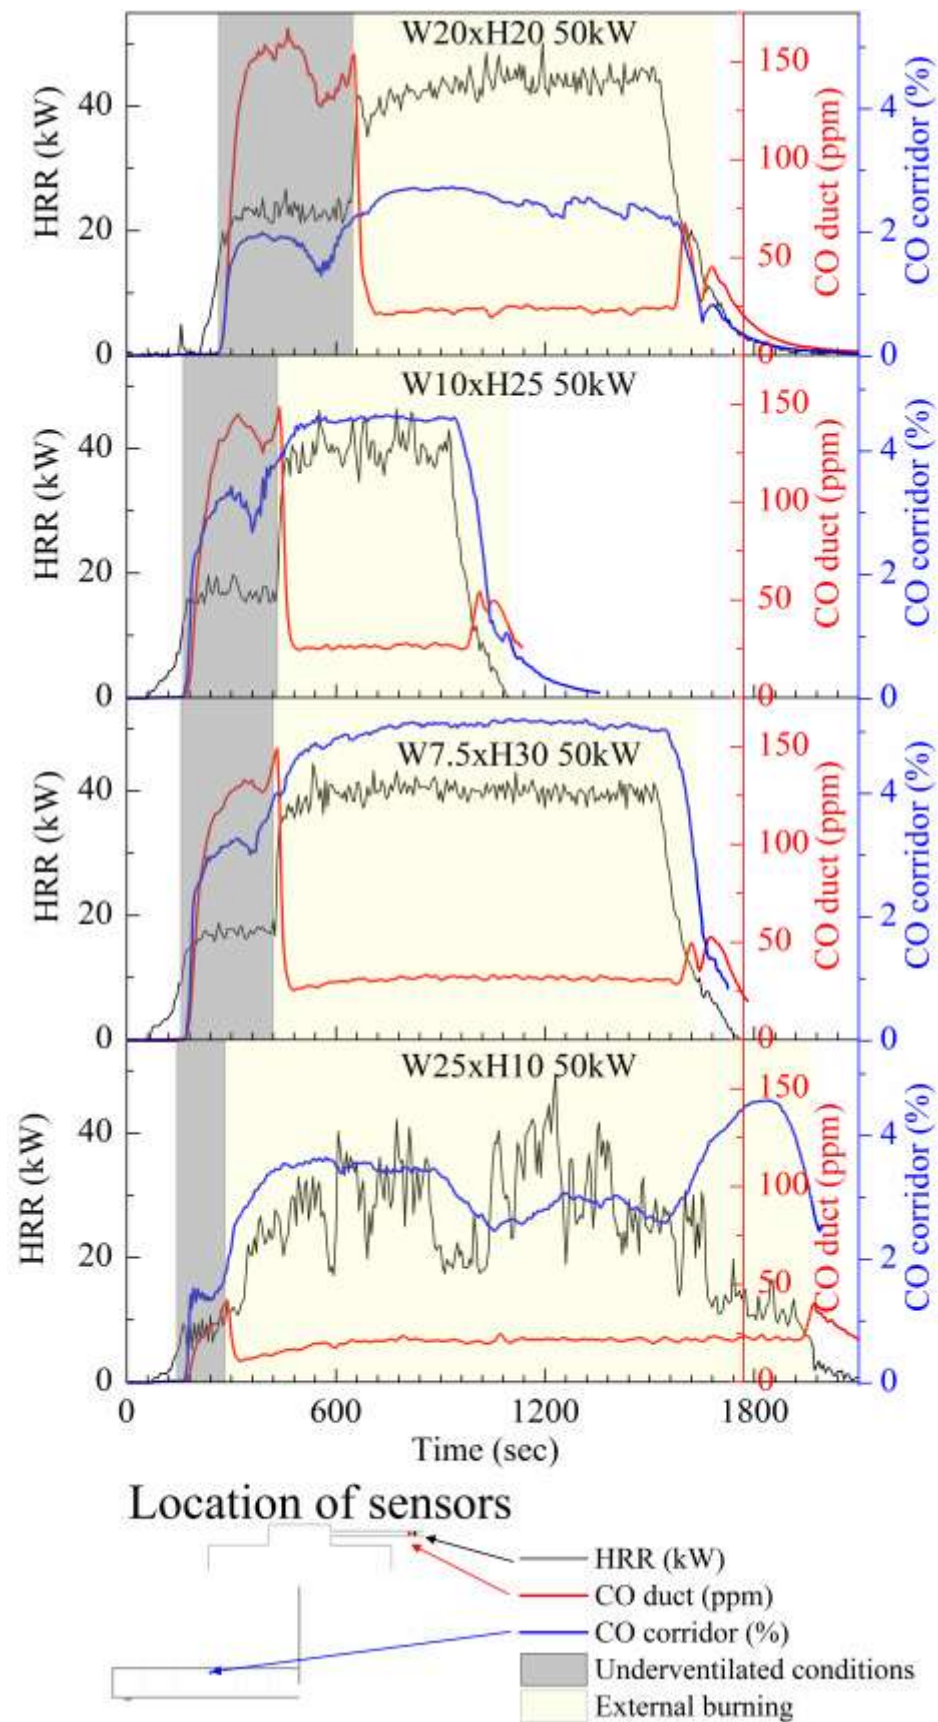 W20xH20 50kW
HRR (kW)
40
20
0
150
100
50
0
CO duct (ppm)
4
2
0
CO corridor (%)
W10xH25 50kW
HRR (kW)
40
20
0
150
100
50
0
CO duct (ppm)
4
2
0
CO corridor (%)
W7.5xH30 50kW
HRR (kW)
40
20
0
150
100
50
0
CO duct (ppm)
4
2
0
CO corridor (%)
W25xH10 50kW
HRR (kW)
40
20
0
150
100
50
0
CO duct (ppm)
4
2
0
CO corridor (%)
0 600 1200 1800
Time (sec)
Location of sensors
HRR (kW)
CO duct (ppm)
CO corridor (%)
Underventilated conditions
External burning